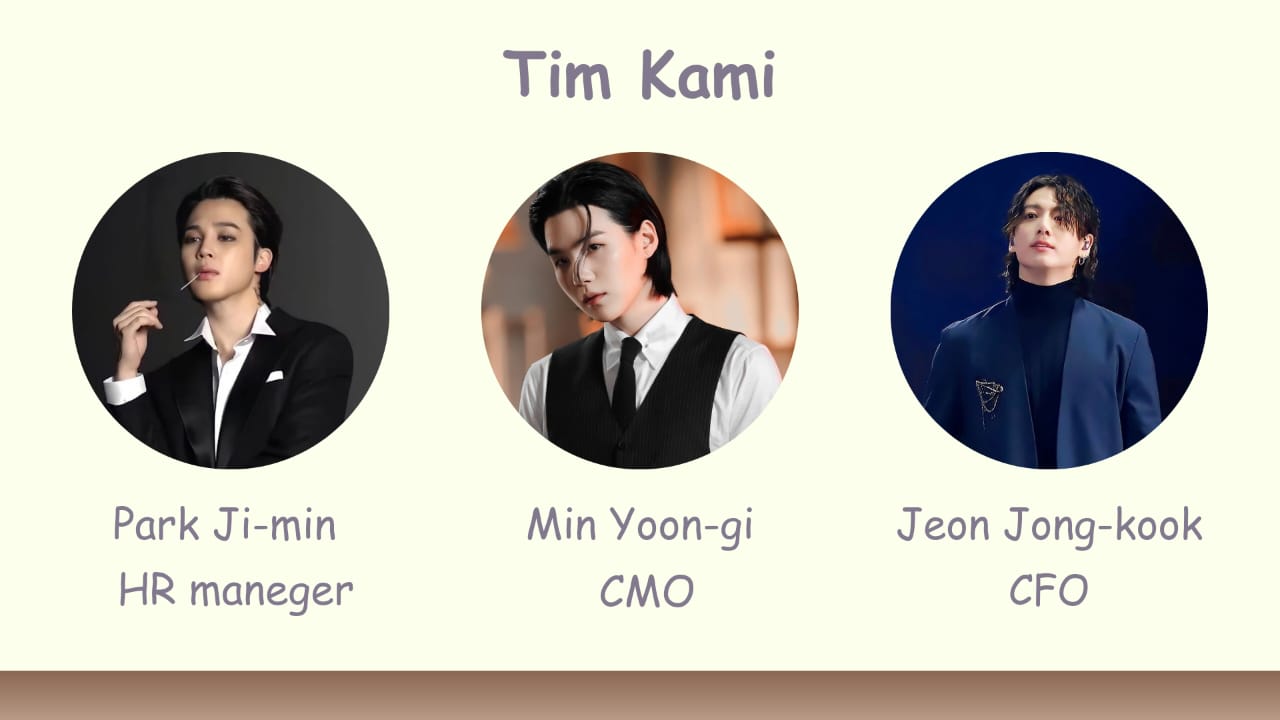 Tim Kami
Park Ji-min
Min Yoon-gi
Jeon Jong-kook
HR maneger
CMO
CFO